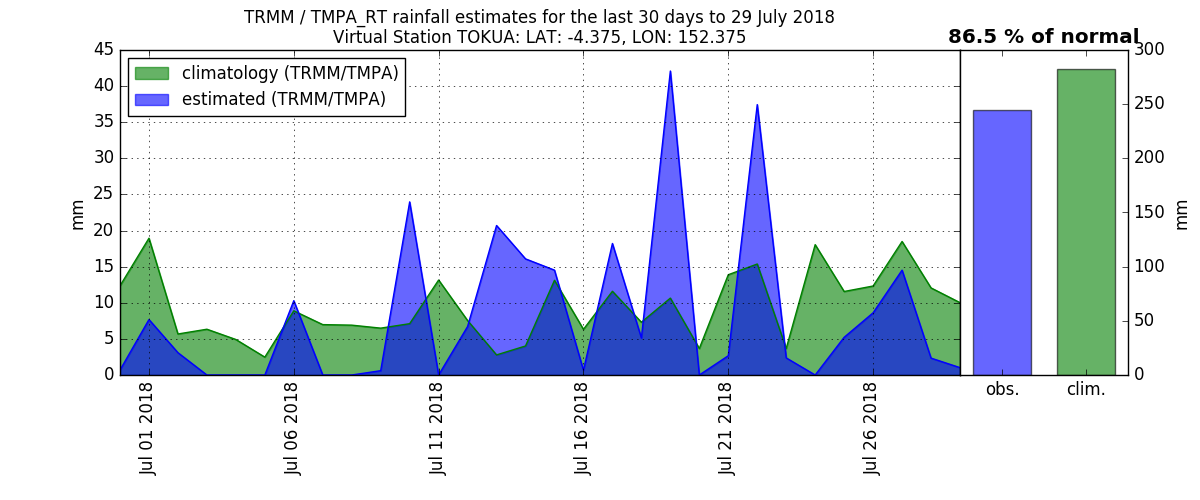 TRMM / TMPA_RT rainfall estimates for the last 30 days to 29 July 2018
Virtual Station TOKUA: LAT: -4.375, LON: 152.375
86.5 % of normal
climatology (TRMM/TMPA)
estimated (TRMM/TMPA)
45
40
35
30
25
20
15
10
5
0
mm
Jul 01 2018
Jul 06 2018
Jul 11 2018
Jul 16 2018
Jul 21 2018
Jul 26 2018
obs.
clim.
300
250
200
150
100
50
0
mm